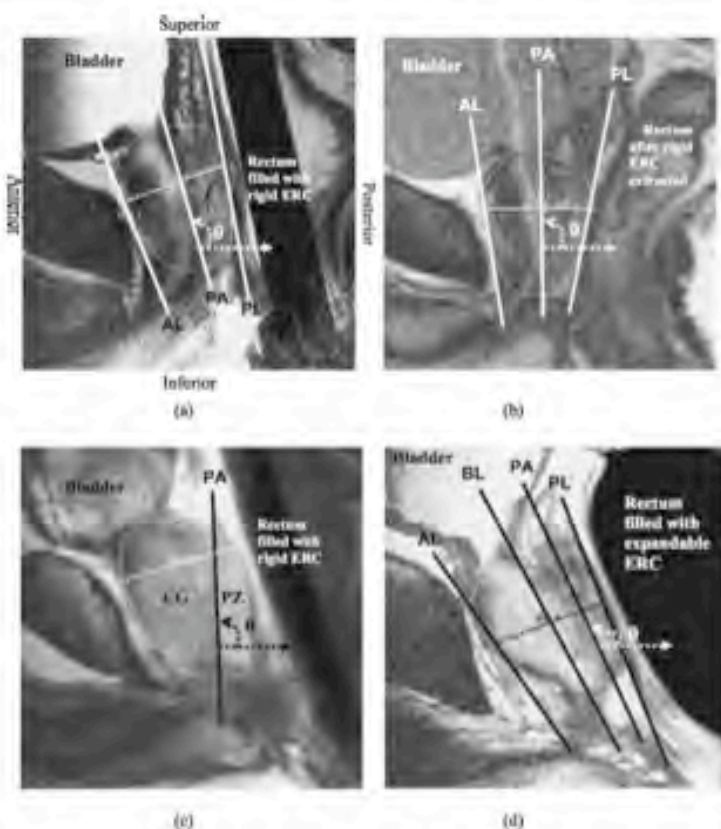 Superior
Bladder
Rectum
filled with
rigid ERC
θ
AL
PA
PL
Inferior
(a)
Posterior
Bladder
PA
AL
PL
Rectum
after rigid
ERC
extracted
θ
(b)
PA
Bladder
Rectum
filled with
rigid ERC
CG
PZ
θ
(c)
Bladder
BL
PA
PL
AL
Rectum
filled with
expandable
ERC
θ
(d)